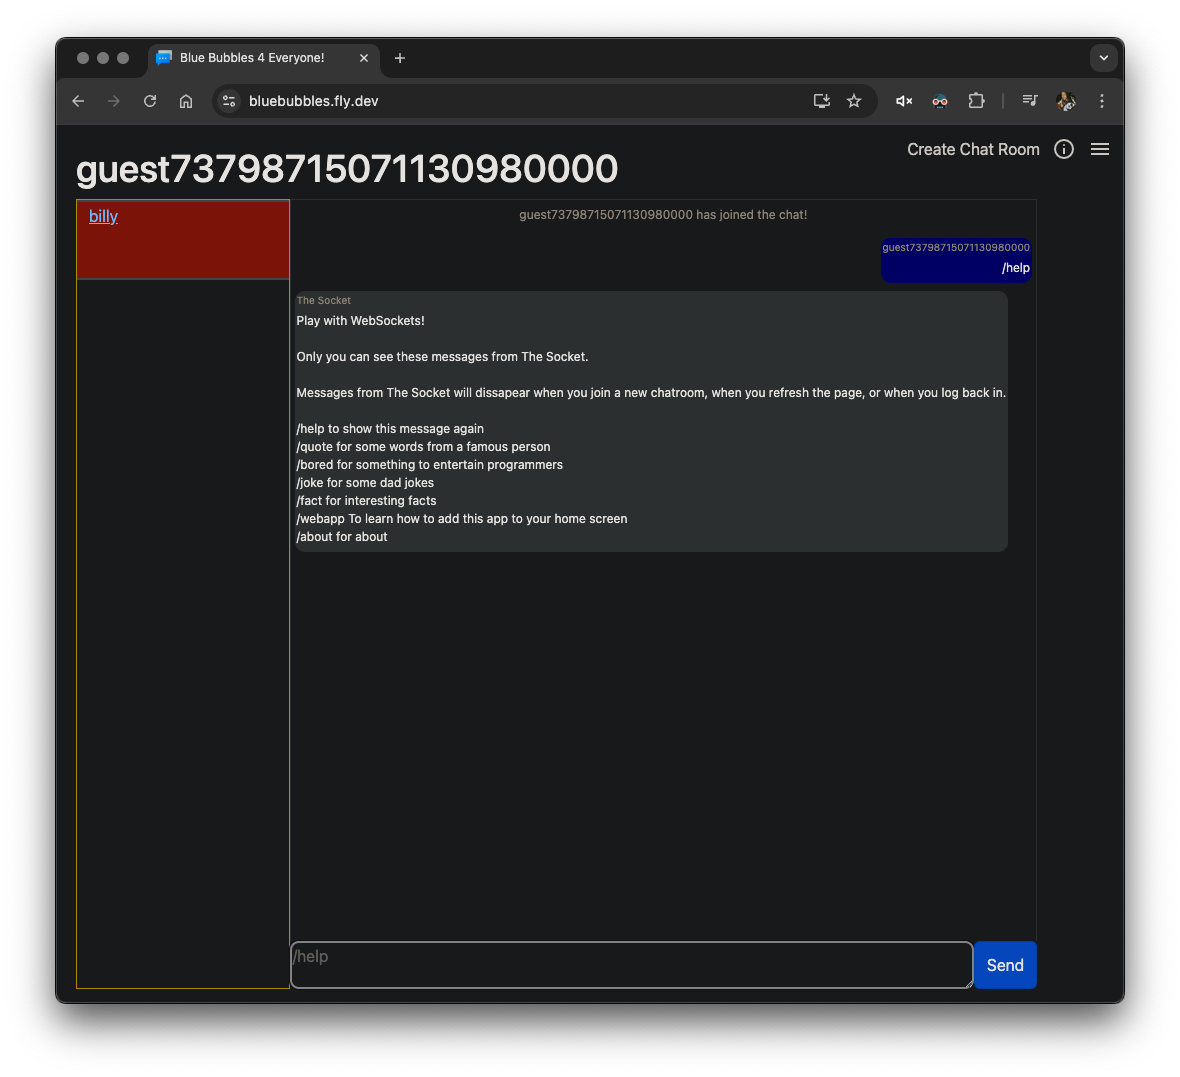 Blue Bubbles 4 Everyone!
bluebubbles.fly.dev
Create Chat Room
guest73798715071130980000
billy
guest73798715071130980000 has joined the chat!
guest73798715071130980000
/help
The Socket
Play with WebSockets!
Only you can see these messages from The Socket.
Messages from The Socket will dissapear when you join a new chatroom, when you refresh the page, or when you log back in.
/help to show this message again
/quote for some words from a famous person
/bored for something to entertain programmers
/joke for some dad jokes
/fact for interesting facts
/webapp To learn how to add this app to your home screen
/about for about
/help
Send